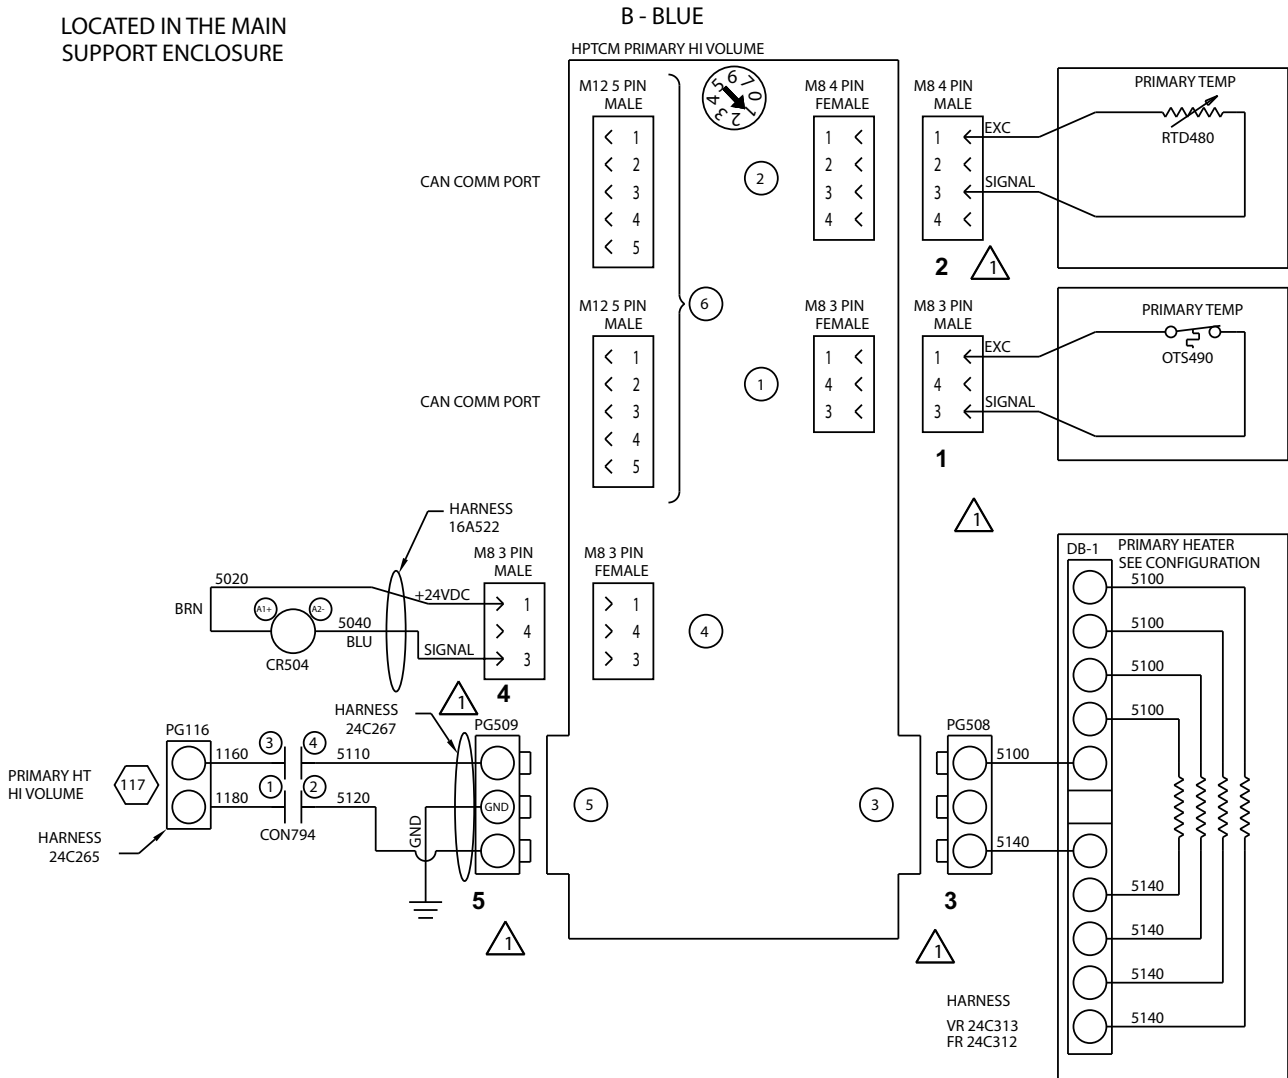 LOCATED IN THE MAIN
SUPPORT ENCLOSURE
B - BLUE
HPTCM PRIMARY HI VOLUME
0 1 2 3 4 5 6 7
M12 5 PIN
MALE
1
2
3
4
5
CAN COMM PORT
M8 4 PIN
FEMALE
1
2
3
4
2
M8 4 PIN
MALE
1
2
3
4
EXC
SIGNAL
2
1
PRIMARY TEMP
RTD480
6
M12 5 PIN
MALE
1
2
3
4
5
CAN COMM PORT
M8 3 PIN
FEMALE
1
4
3
1
M8 3 PIN
MALE
1
4
3
EXC
SIGNAL
1
1
PRIMARY TEMP
OTS490
HARNESS
16A522
M8 3 PIN
MALE
1
4
3
M8 3 PIN
FEMALE
1
4
3
4
5020
BRN
A1+
A2-
CR504
5040
BLU
+24VDC
SIGNAL
4
1
HARNESS
24C267
PG509
GND
PG116
1160
1180
3
4
1
2
5110
5120
CON794
GND
PRIMARY HT
HI VOLUME
117
HARNESS
24C265
5
1
5
3
PG508
5100
5140
3
1
DB-1
PRIMARY HEATER
SEE CONFIGURATION
5100
5100
5100
5100
5140
5140
5140
5140
HARNESS
VR 24C313
FR 24C312